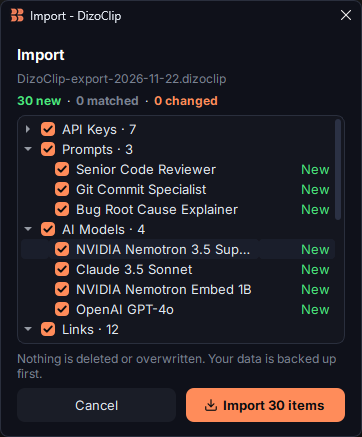 Import - DizoClip
Import
DizoClip-export-2026-11-22.dizoclip
30 new · 0 matched · 0 changed
API Keys · 7
Prompts · 3
Senior Code Reviewer New
Git Commit Specialist New
Bug Root Cause Explainer New
AI Models · 4
NVIDIA Nemotron 3.5 Sup... New
Claude 3.5 Sonnet New
NVIDIA Nemotron Embed 1B New
OpenAI GPT-4o New
Links · 12
Nothing is deleted or overwritten. Your data is backed up
first.
Cancel Import 30 items